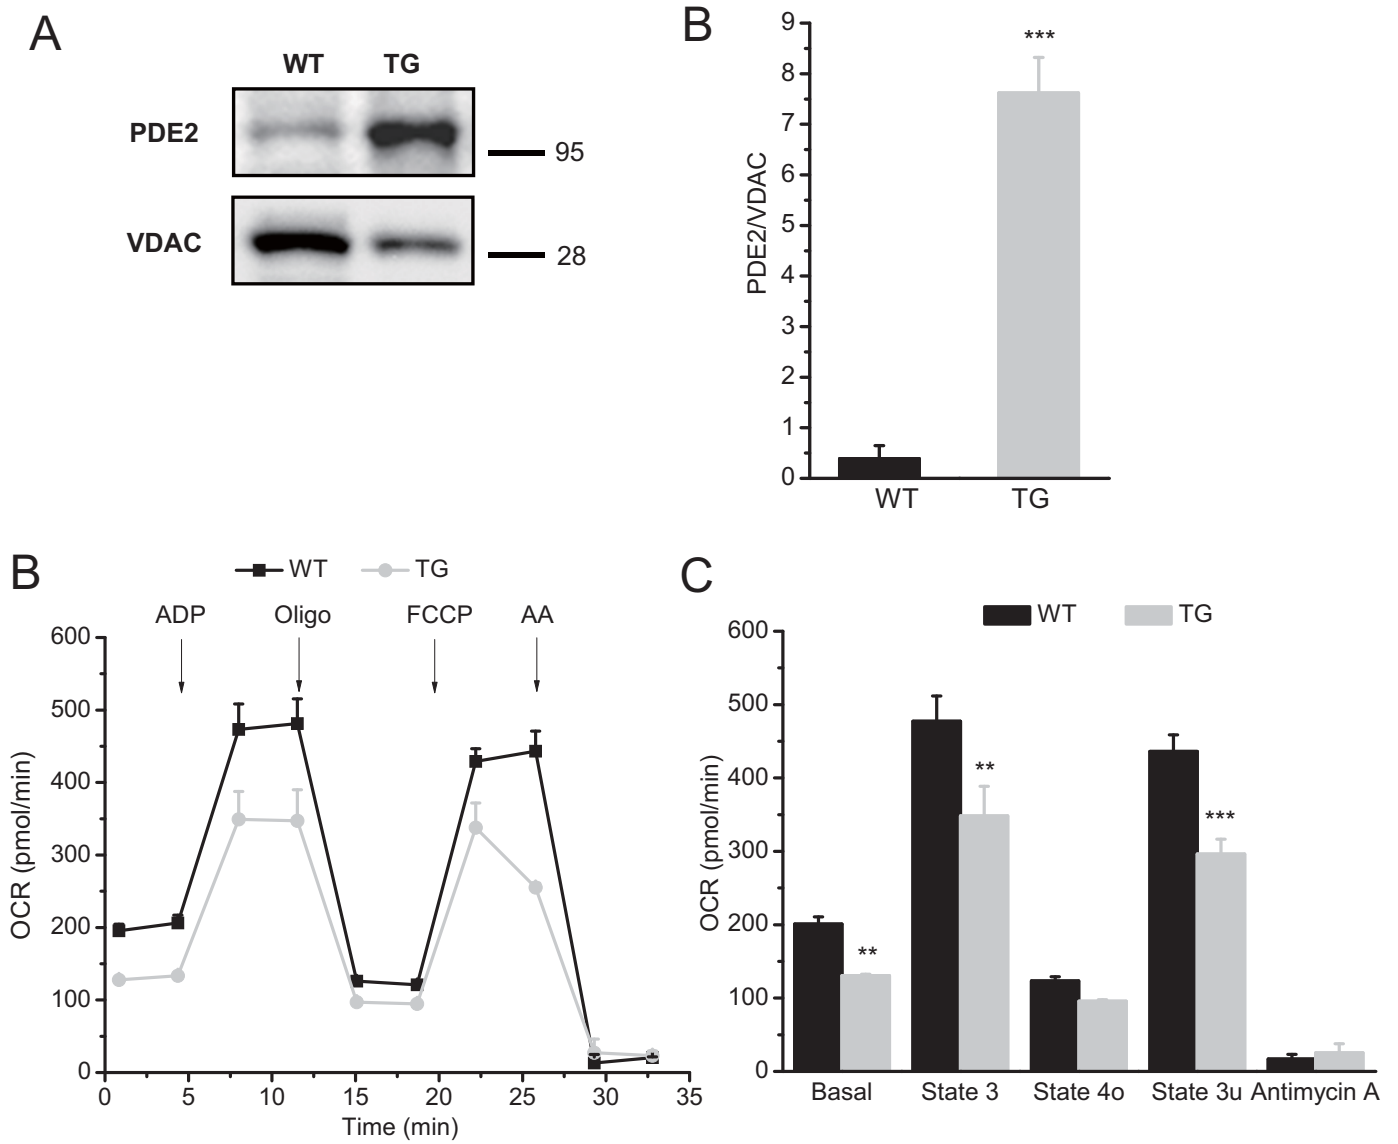 A
WT TG
PDE2
95
VDAC
28
B
9
8
7
6
5
4
3
2
1
0
PDE2/VDAC
***
WT TG
B
WT TG
ADP Oligo FCCP AA
600
500
400
300
200
100
0
OCR (pmol/min)
0 5 10 15 20 25 30 35
Time (min)
C
WT TG
600
500
400
300
200
100
0
OCR (pmol/min)
**
**
***
Basal State 3 State 4o State 3u Antimycin A